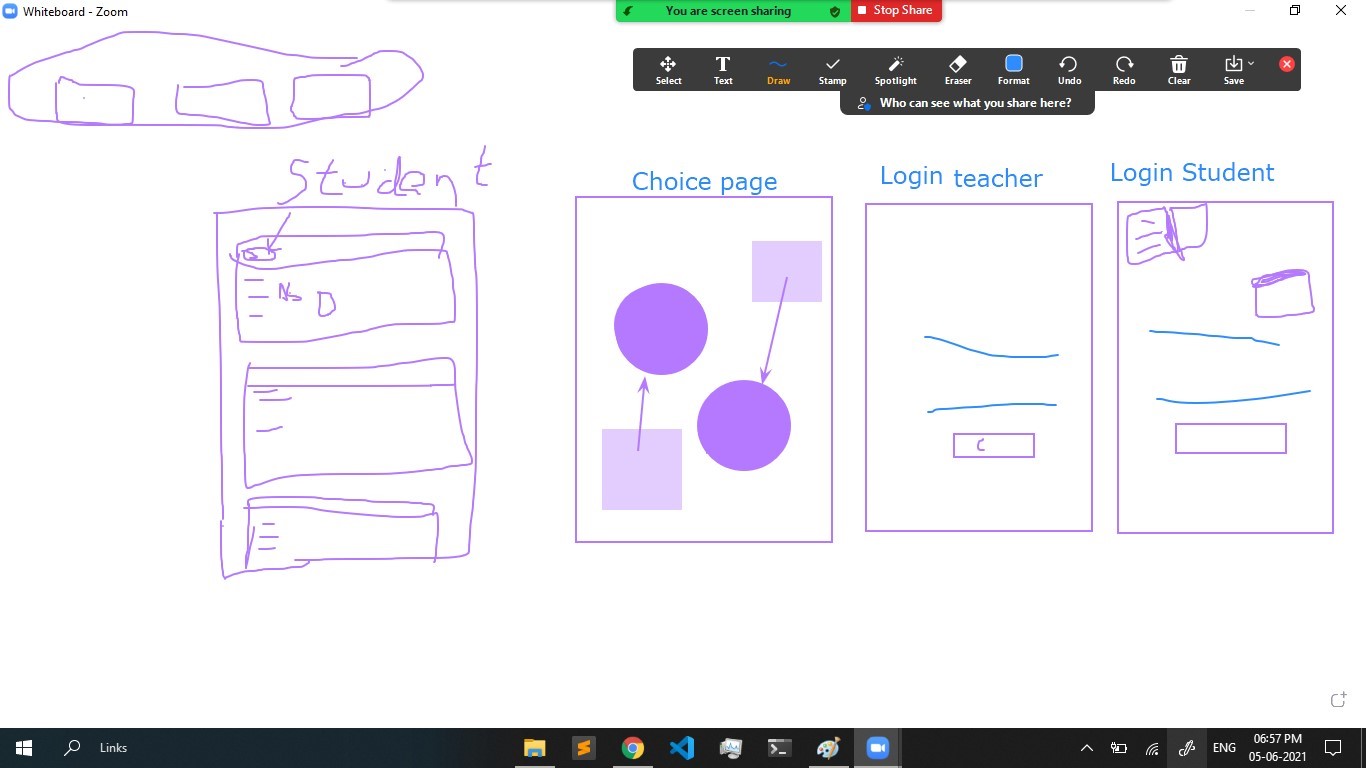 Whiteboard - Zoom
You are screen sharing
Stop Share
Select
Text
Draw
Stamp
Spotlight
Eraser
Format
Undo
Redo
Clear
Save
Who can see what you share here?
Student
Choice page
Login teacher
Login Student
D
C
Links
ENG
06:57 PM
05-06-2021